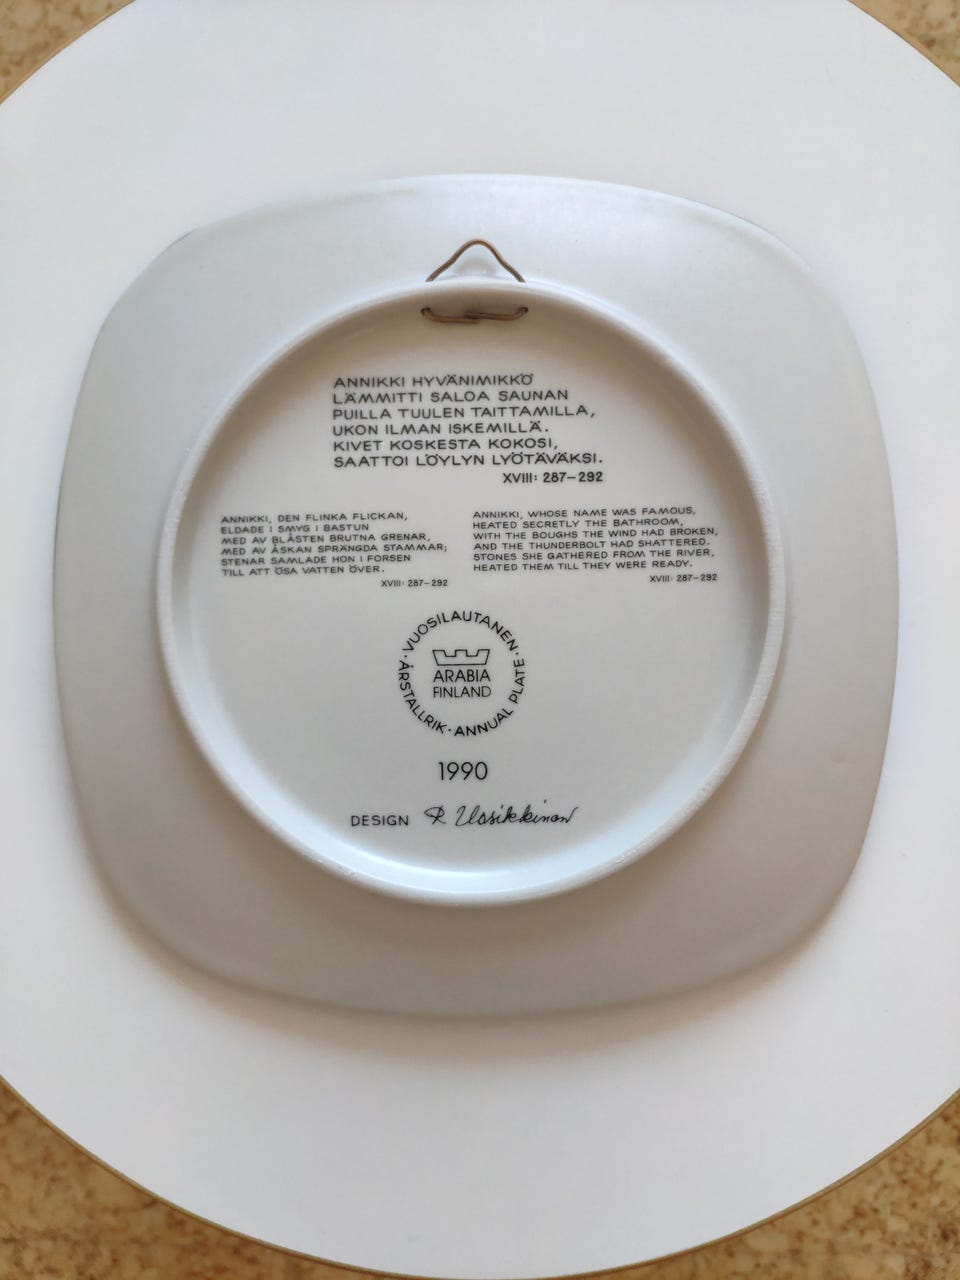 ANNIKKI HYVÄNIMIKKÖ
LÄMMITTI SALOA SAUNAN
PUILLA TUULEN TAITTAMILLA,
UKON ILMAN ISKEMILLÄ.
KIVET KOSKESTA KOKOSI,
SAATTOI LÖYLYN LYÖTÄVÄKSI.
XVIII: 287–292
ANNIKKI, DEN FLINKA FLICKAN,
ELDADE I SMYG I BASTUN
MED AV BLÅSTEN BRUTNA GRENAR,
MED AV ÅSKAN SPRÄNGDA STAMMAR;
STENAR SAMLADE HON I FORSEN
TILL ATT ÖSA VATTEN ÖVER.
XVIII: 287–292
ANNIKKI, WHOSE NAME WAS FAMOUS,
HEATED SECRETLY THE BATHROOM,
WITH THE BOUGHS THE WIND HAD BROKEN,
AND THE THUNDERBOLT HAD SHATTERED.
STONES SHE GATHERED FROM THE RIVER,
HEATED THEM TILL THEY WERE READY.
XVIII: 287–292
· VUOSILAUTANEN · ANNUAL PLATE · ÅRSTALLRIK
ARABIA
FINLAND
1990
DESIGN R Uosikkinen